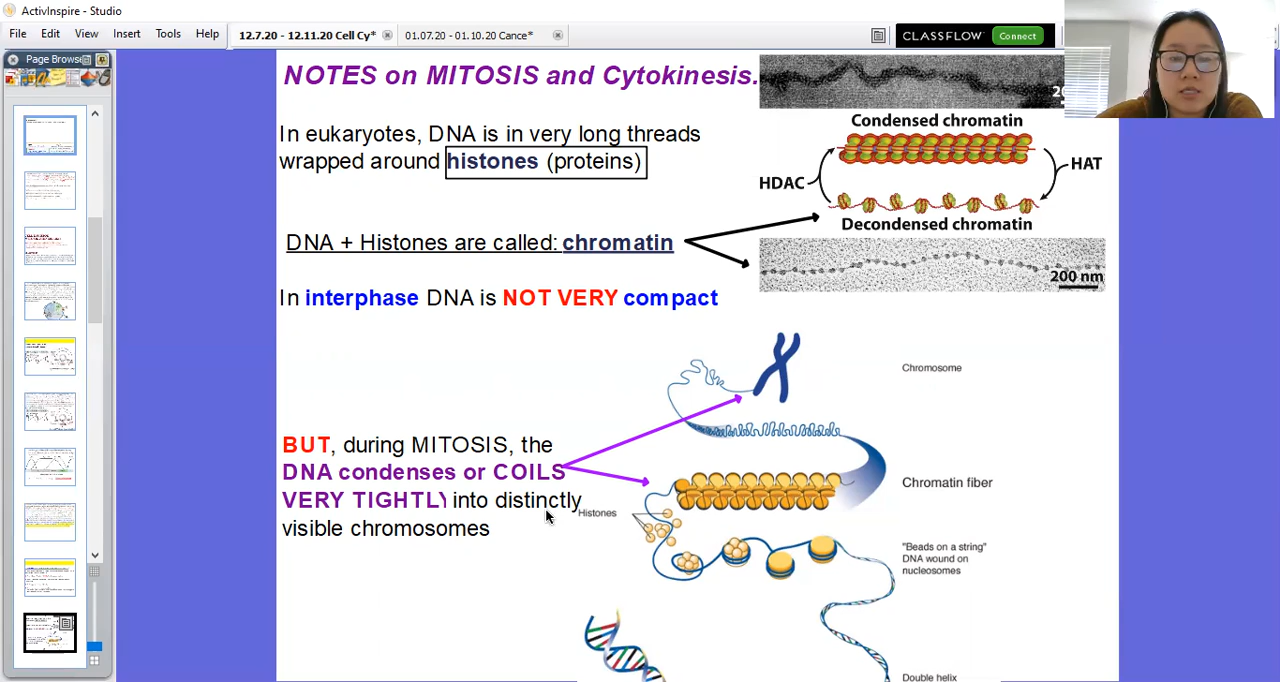 ActivInspire - Studio
File Edit View Insert Tools Help
12.7.20 - 12.11.20 Cell Cy*
01.07.20 - 01.10.20 Cance*
CLASSFLOW Connect
Page Browse
NOTES on MITOSIS and Cytokinesis.
In eukaryotes, DNA is in very long threads
wrapped around histones (proteins)
DNA + Histones are called: chromatin
In interphase DNA is NOT VERY compact
BUT, during MITOSIS, the
DNA condenses or COILS
VERY TIGHTLY into distinctly
visible chromosomes
20
Condensed chromatin
HDAC
HAT
Decondensed chromatin
200 nm
Chromosome
Chromatin fiber
Histones
"Beads on a string"
DNA wound on
nucleosomes
Double helix